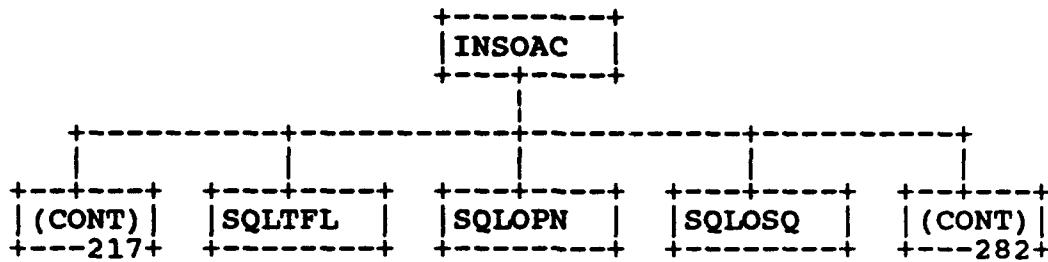 INSOAC
(CONT) SQLTFL SQLOPN SQLOSQ (CONT)
217 282